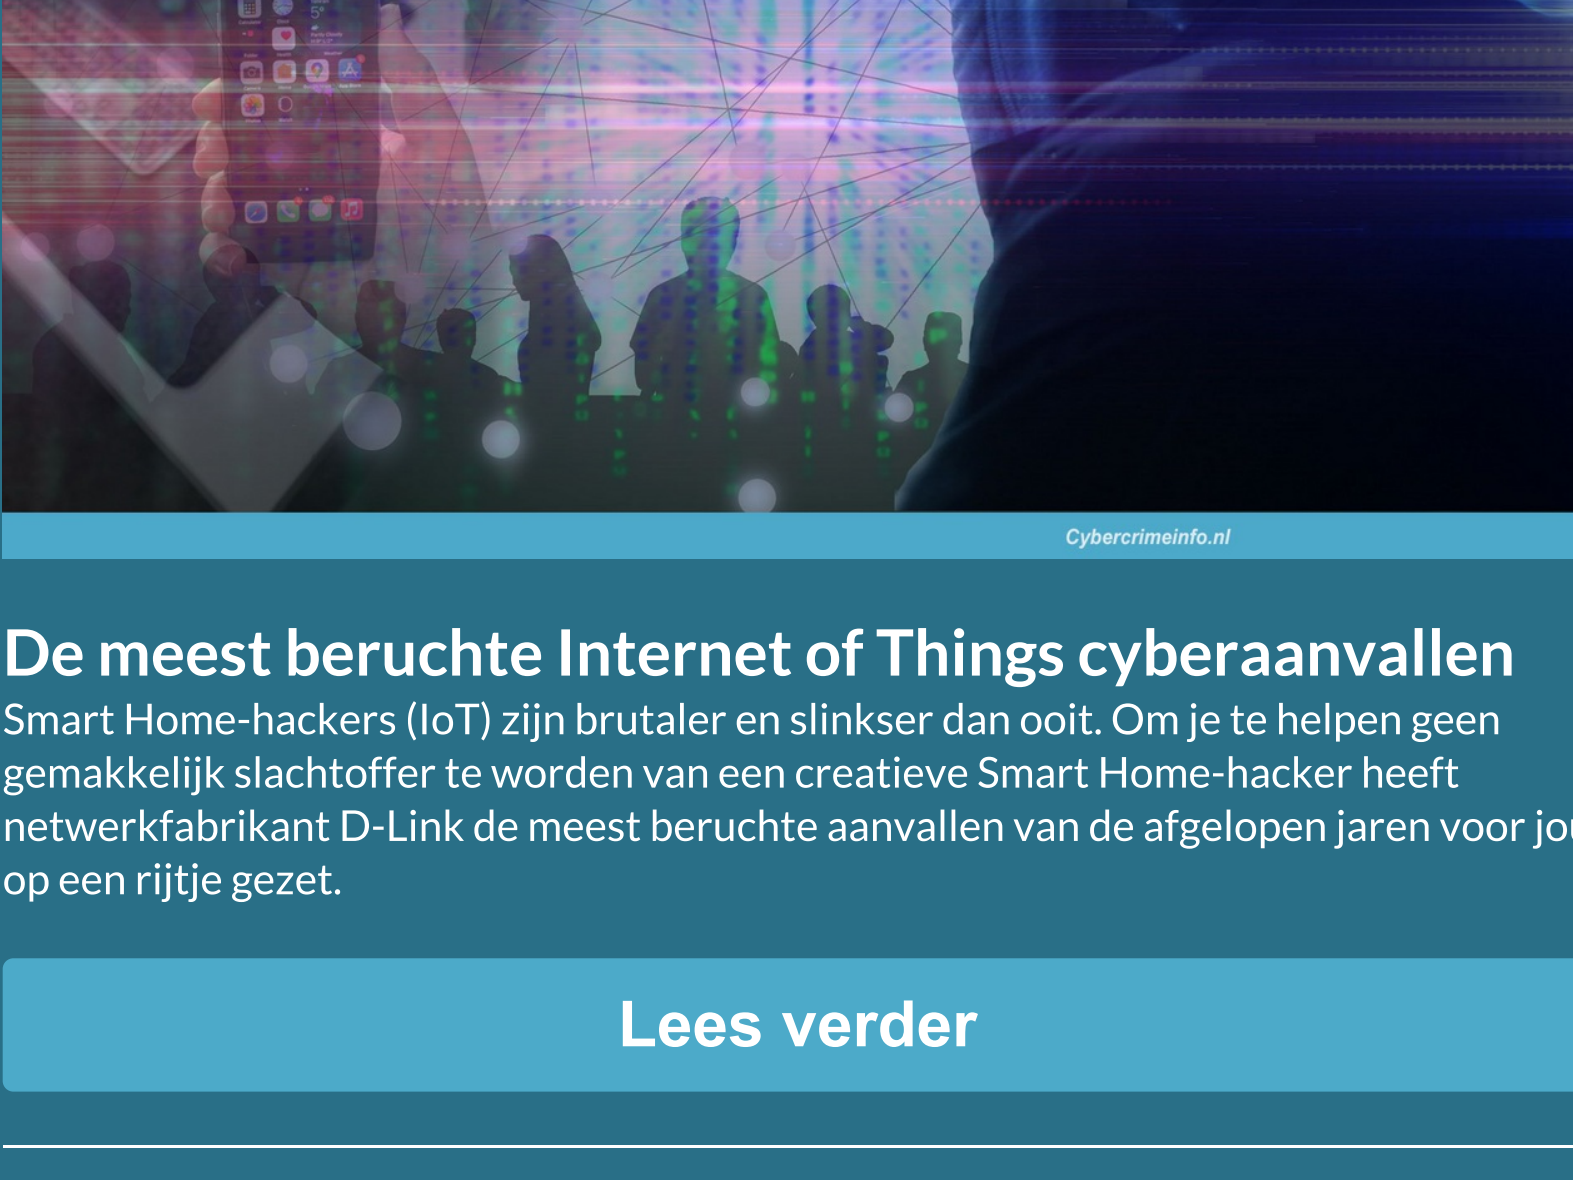 Cybercrimeinfo.nl
De meest beruchte Internet of Things cyberaanvallen
Smart Home-hackers (IoT) zijn brutaler en slinkser dan ooit. Om je te helpen geen
gemakkelijk slachtoffer te worden van een creatieve Smart Home-hacker heeft
netwerkfabrikant D-Link de meest beruchte aanvallen van de afgelopen jaren voor
op een rijtje gezet.
Lees verder